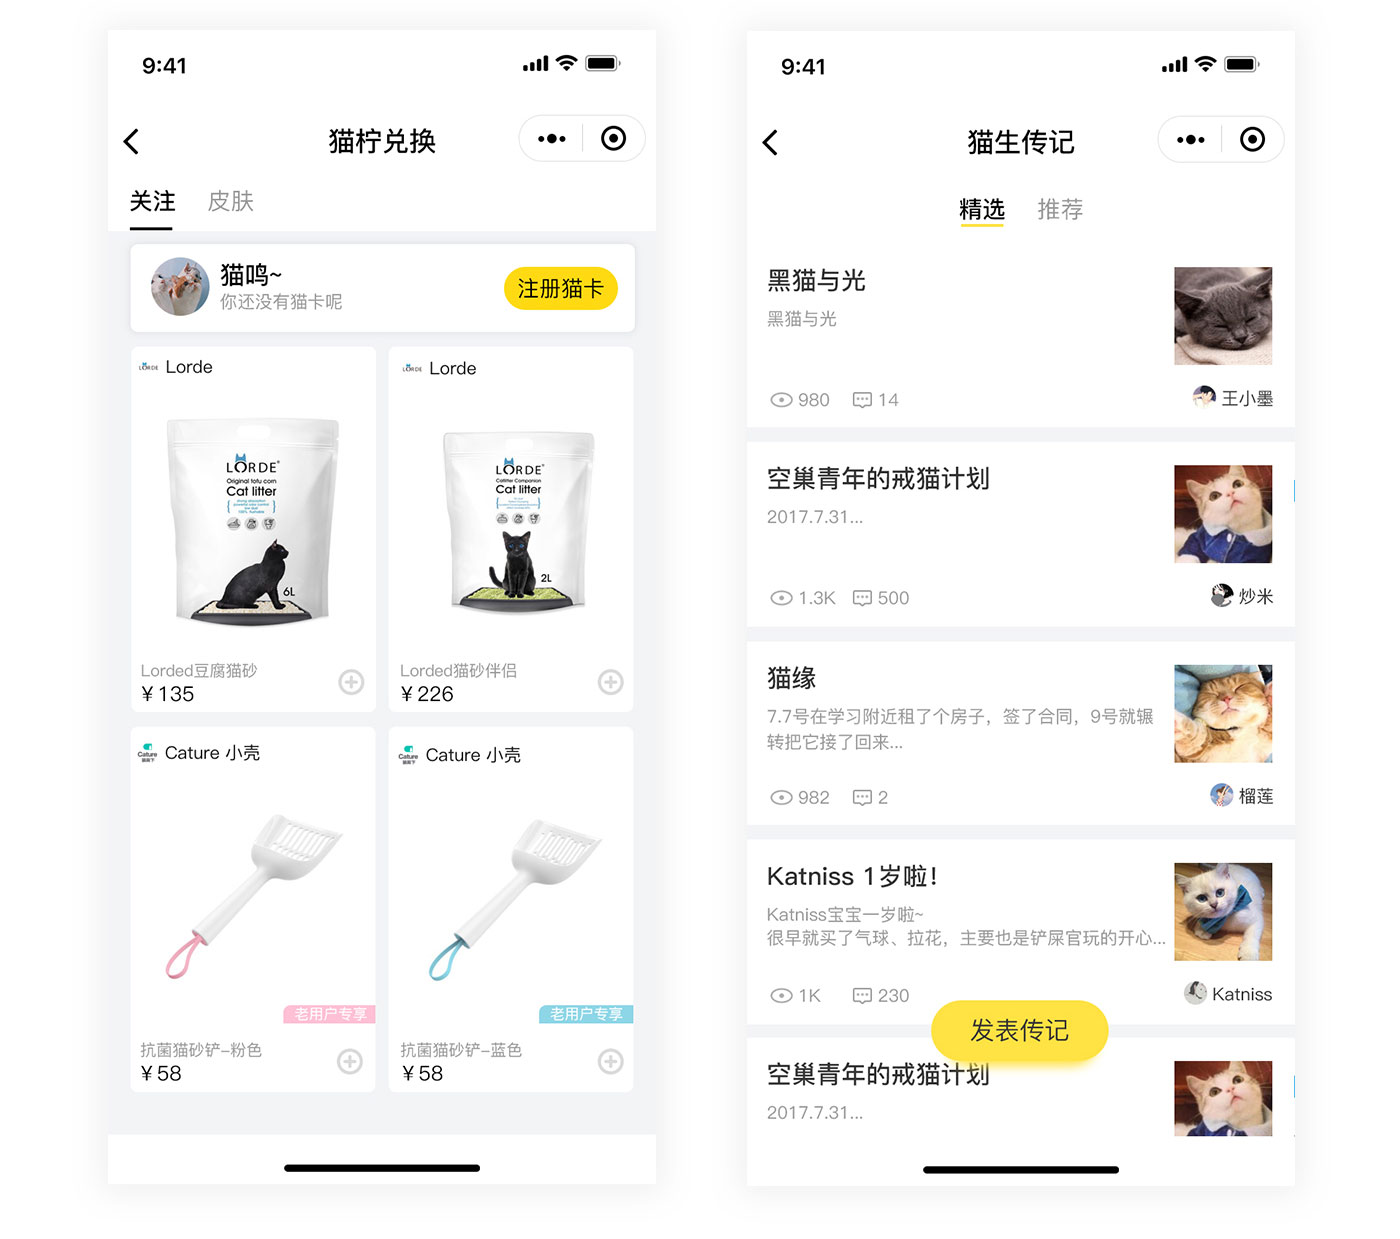 9:41
猫柠兑换
关注 皮肤
猫鸣~
你还没有猫卡呢
注册猫卡
LORDE Lorde
LORDE
Original tofu corn
Cat litter
6L
Lorded豆腐猫砂
¥135
LORDE Lorde
LORDE
Catlitter Companion
Cat litter
2L
Lorded猫砂伴侣
¥226
Cature Cature 小壳
老用户专享
抗菌猫砂铲-粉色
¥58
Cature Cature 小壳
老用户专享
抗菌猫砂铲-蓝色
¥58
9:41
猫生传记
精选 推荐
黑猫与光
黑猫与光
980 14 王小墨
空巢青年的戒猫计划
2017.7.31...
1.3K 500 炒米
猫缘
7.7号在学习附近租了个房子，签了合同，9号就辗
转把它接了回来...
982 2 榴莲
Katniss 1岁啦！
Katniss宝宝一岁啦~
很早就买了气球、拉花，主要也是铲屎官玩的开心...
1K 230 Katniss
发表传记
空巢青年的戒猫计划
2017.7.31...